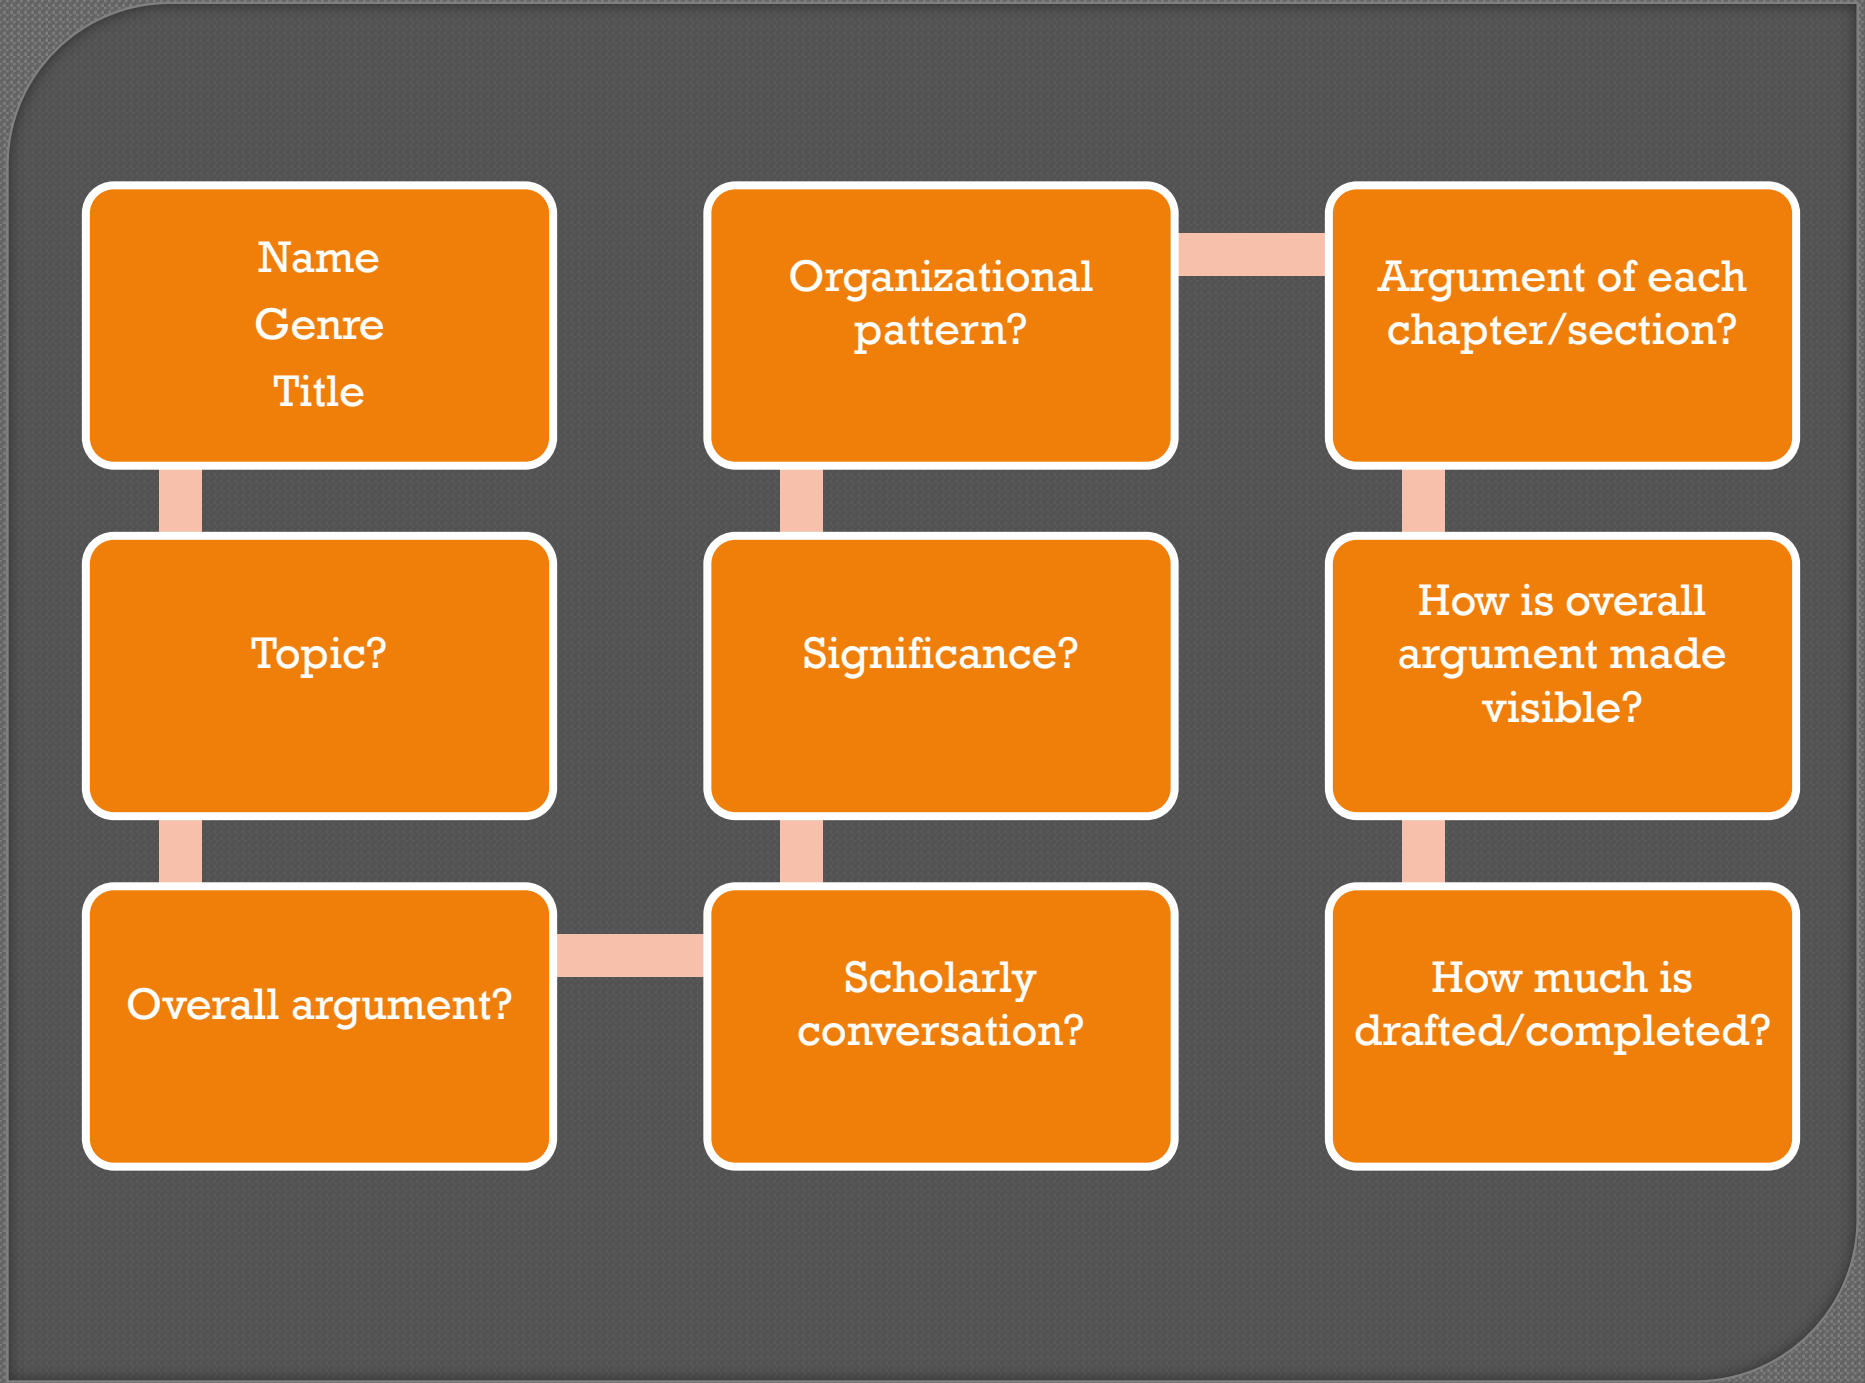 Name
Genre
Title
Topic?
Overall argument?
Scholarly
conversation?
Significance?
Organizational
pattern?
Argument of each
chapter/section?
How is overall
argument made
visible?
How much is
drafted/completed?